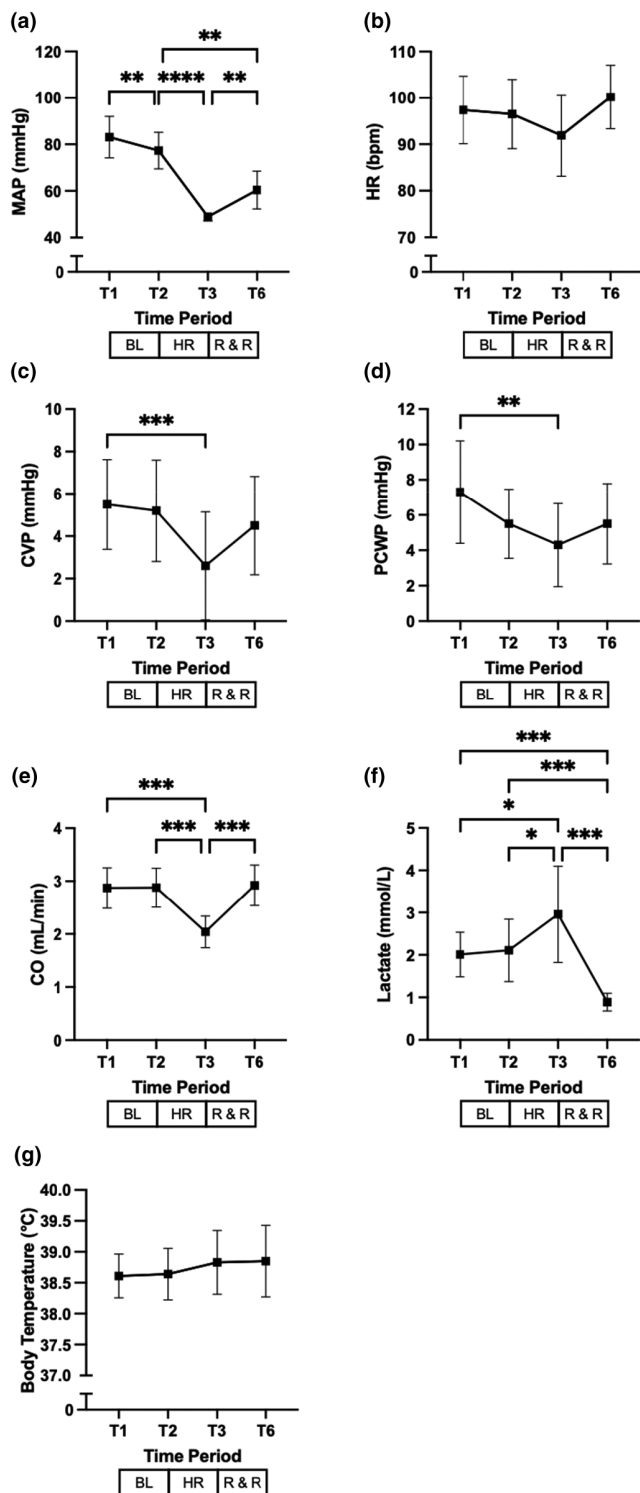 (a)
MAP (mmHg)
120
100
80
60
40
0
** **** **
**
T1 T2 T3 T6
Time Period
BL HR R & R
(b)
HR (bpm)
110
100
90
80
70
0
T1 T2 T3 T6
Time Period
BL HR R & R
(c)
CVP (mmHg)
10
8
6
4
2
0
***
T1 T2 T3 T6
Time Period
BL HR R & R
(d)
PCWP (mmHg)
12
10
8
6
4
2
0
**
T1 T2 T3 T6
Time Period
BL HR R & R
(e)
CO (mL/min)
4
3
2
1
0
***
*** ***
T1 T2 T3 T6
Time Period
BL HR R & R
(f)
Lactate (mmol/L)
5
4
3
2
1
0
***
***
*
* ***
T1 T2 T3 T6
Time Period
BL HR R & R
(g)
Body Temperature (°C)
40.0
39.5
39.0
38.5
38.0
37.5
37.0
0
T1 T2 T3 T6
Time Period
BL HR R & R